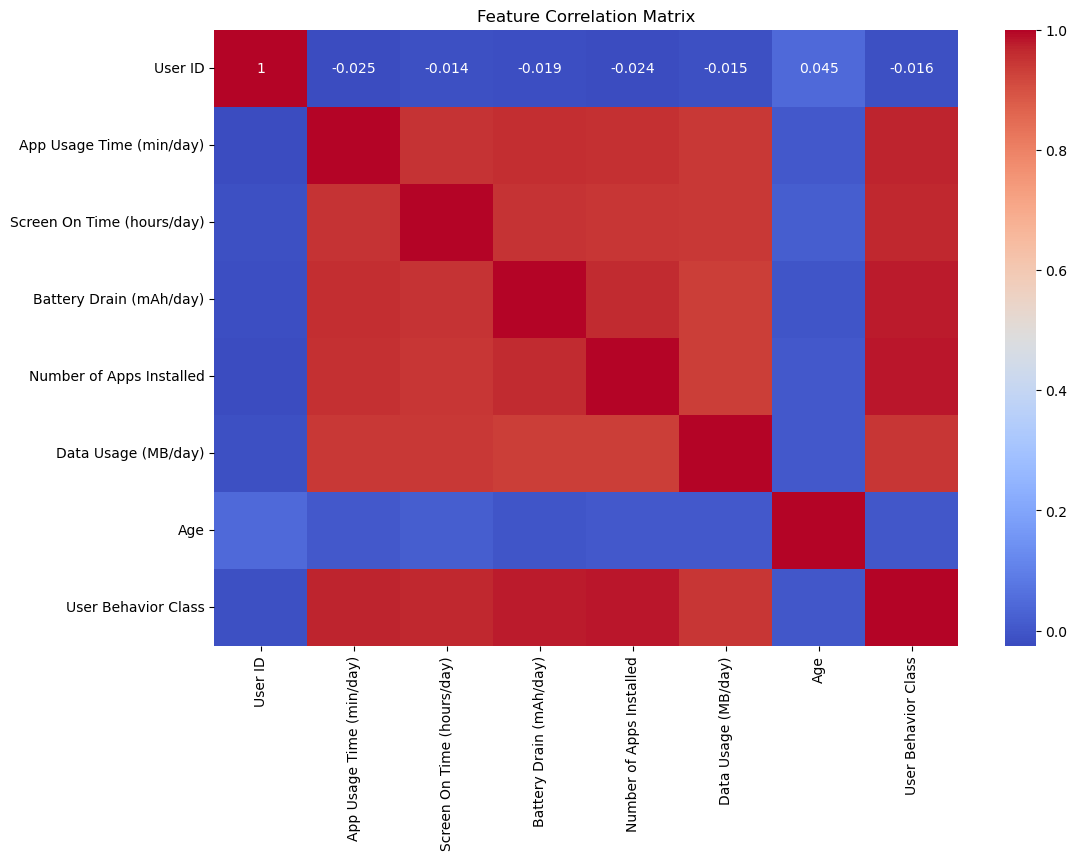 Feature Correlation Matrix
User ID
1 -0.025 -0.014 -0.019 -0.024 -0.015 0.045 -0.016
App Usage Time (min/day)
Screen On Time (hours/day)
Battery Drain (mAh/day)
Number of Apps Installed
Data Usage (MB/day)
Age
User Behavior Class
User ID
App Usage Time (min/day)
Screen On Time (hours/day)
Battery Drain (mAh/day)
Number of Apps Installed
Data Usage (MB/day)
Age
User Behavior Class
1.0
0.8
0.6
0.4
0.2
0.0